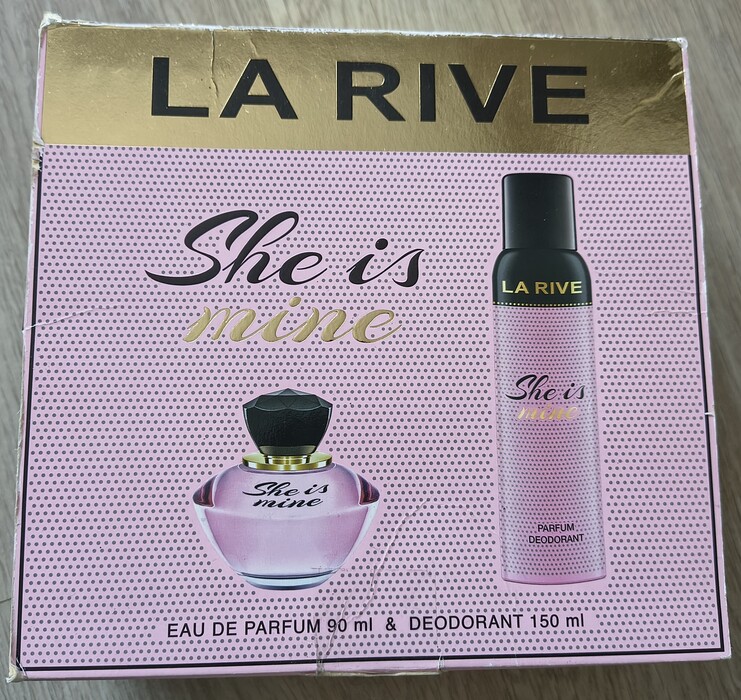 LA RIVE
She is
mine
LA RIVE
She is
mine
She is
mine
PARFUM
DEODORANT
EAU DE PARFUM 90 ml & DEODORANT 150 ml